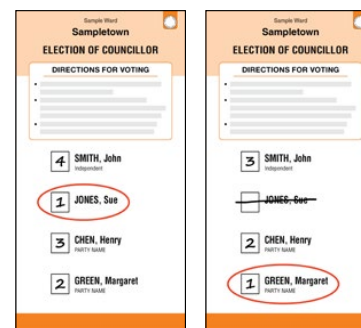 Sample Ward
Sampletown
ELECTION OF COUNCILLOR
DIRECTIONS FOR VOTING
4 SMITH, John
Independent
1 JONES, Sue
3 CHEN, Henry
PARTY NAME
2 GREEN, Margaret
PARTY NAME
Sample Ward
Sampletown
ELECTION OF COUNCILLOR
DIRECTIONS FOR VOTING
3 SMITH, John
Independent
JONES, Sue
2 CHEN, Henry
PARTY NAME
1 GREEN, Margaret
PARTY NAME